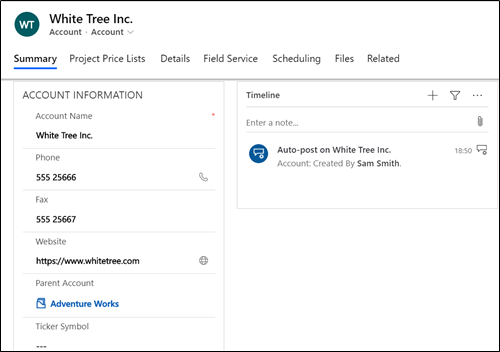 WT
White Tree Inc.
Account · Account
Summary Project Price Lists Details Field Service Scheduling Files Related
ACCOUNT INFORMATION
Account Name *
White Tree Inc.
Phone
555 25666
Fax
555 25667
Website
https://www.whitetree.com
Parent Account
Adventure Works
Ticker Symbol
---
Timeline
Enter a note...
Auto-post on White Tree Inc. 18:50
Account: Created By Sam Smith.